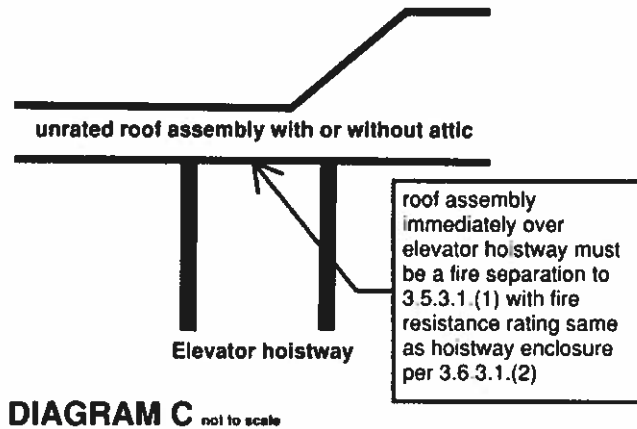 unrated roof assembly with or without attic
roof assembly
immediately over
elevator hoistway must
be a fire separation to
3.5.3.1.(1) with fire
resistance rating same
as hoistway enclosure
per 3.6.3.1.(2)
Elevator hoistway
DIAGRAM C not to scale